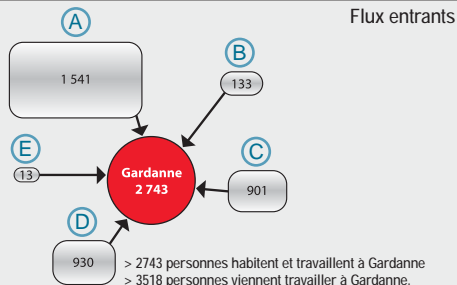 Flux entrants
A
1 541
B
133
E
13
Gardanne
2 743
C
901
D
930
> 2743 personnes habitent et travaillent à Gardanne
> 3518 personnes viennent travailler à Gardanne.